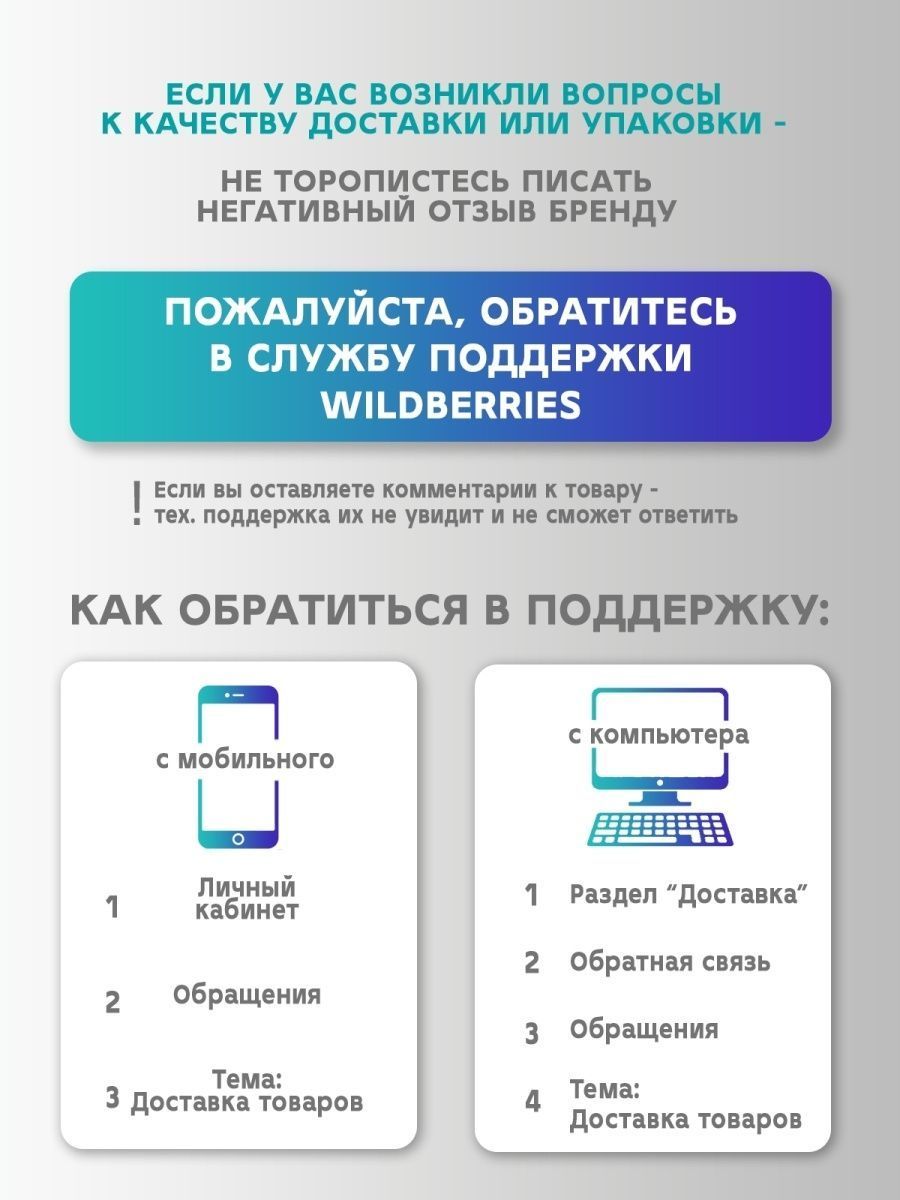 ЕСЛИ У ВАС ВОЗНИКЛИ ВОПРОСЫ
К КАЧЕСТВУ ДОСТАВКИ ИЛИ УПАКОВКИ -
НЕ ТОРОПИСТЕСЬ ПИСАТЬ
НЕГАТИВНЫЙ ОТЗЫВ БРЕНДУ
ПОЖАЛУЙСТА, ОБРАТИТЕСЬ
В СЛУЖБУ ПОДДЕРЖКИ
WILDBERRIES
! Если вы оставляете комментарии к товару -
тех. поддержка их не увидит и не сможет ответить
КАК ОБРАТИТЬСЯ В ПОДДЕРЖКУ:
с мобильного
1 Личный
кабинет
2 Обращения
3 Тема:
Доставка товаров
с компьютера
1 Раздел “Доставка”
2 Обратная связь
3 Обращения
4 Тема:
Доставка товаров